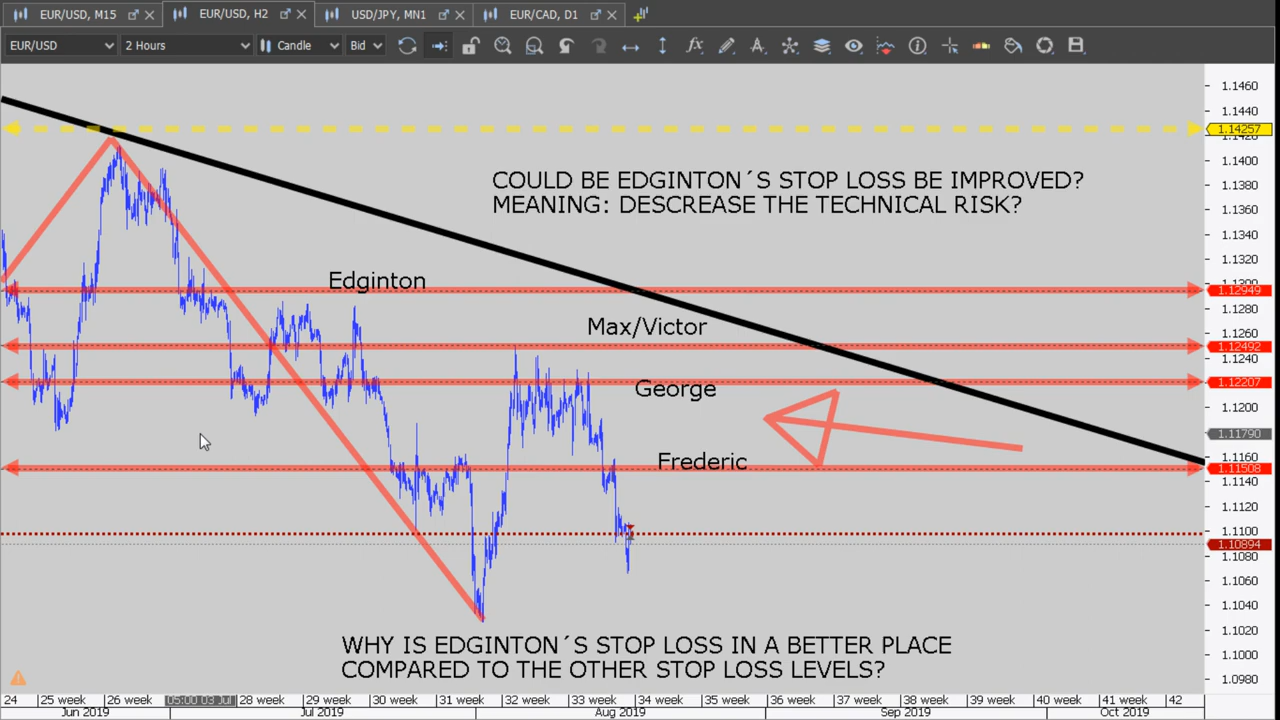 EUR/USD, M15
EUR/USD, H2
USD/JPY, MN1
EUR/CAD, D1
EUR/USD
2 Hours
Candle
Bid
1.1460
1.1440
1.14257
1.1400
1.1380
1.1360
1.1340
1.1320
1.12949
1.1280
1.1260
1.12492
1.1240
1.12207
1.1200
1.11790
1.1160
1.11508
1.1140
1.1120
1.1100
1.10894
1.1080
1.1060
1.1040
1.1020
1.1000
1.0980
COULD BE EDGINTON´S STOP LOSS BE IMPROVED?
MEANING: DESCREASE THE TECHNICAL RISK?
Edginton
Max/Victor
George
Frederic
WHY IS EDGINTON´S STOP LOSS IN A BETTER PLACE
COMPARED TO THE OTHER STOP LOSS LEVELS?
24 25 week 26 week 05:00 03 Jul 28 week 29 week 30 week 31 week 32 week 33 week 34 week 35 week 36 week 37 week 38 week 39 week 40 week 41 week 42
Jun 2019 Jul 2019 Aug 2019 Sep 2019 Oct 2019